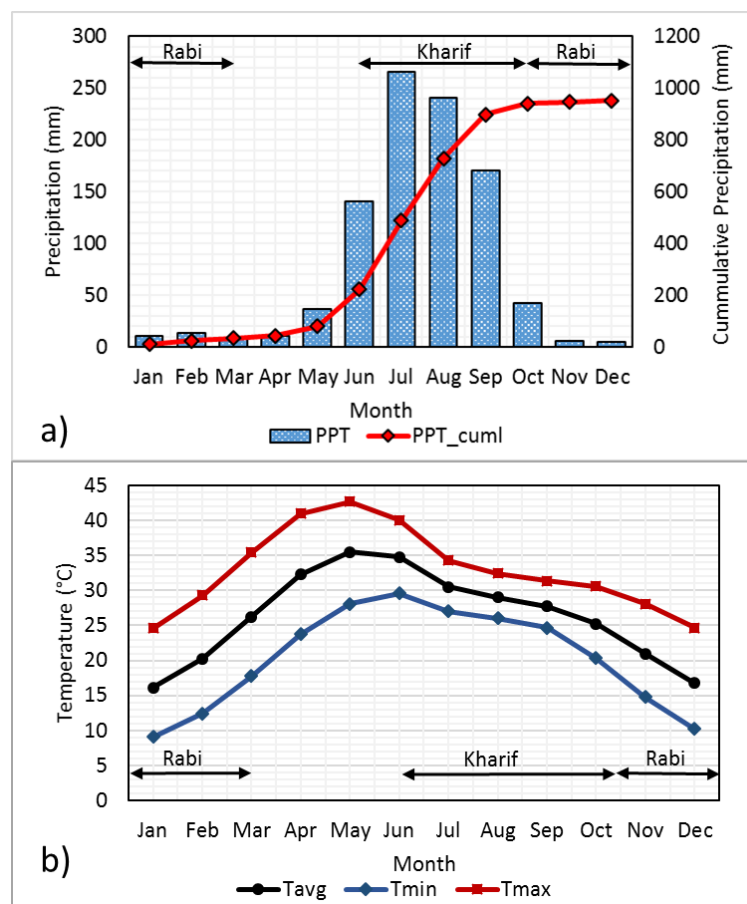 Rabi Kharif Rabi
Precipitation (mm)
300
250
200
150
100
50
0
Cummulative Precipitation (mm)
1200
1000
800
600
400
200
0
Jan Feb Mar Apr May Jun Jul Aug Sep Oct Nov Dec
Month
a)
PPT PPT_cuml
Temperature (°C)
45
40
35
30
25
20
15
10
5
0
Rabi Kharif Rabi
Jan Feb Mar Apr May Jun Jul Aug Sep Oct Nov Dec
Month
b)
Tavg Tmin Tmax